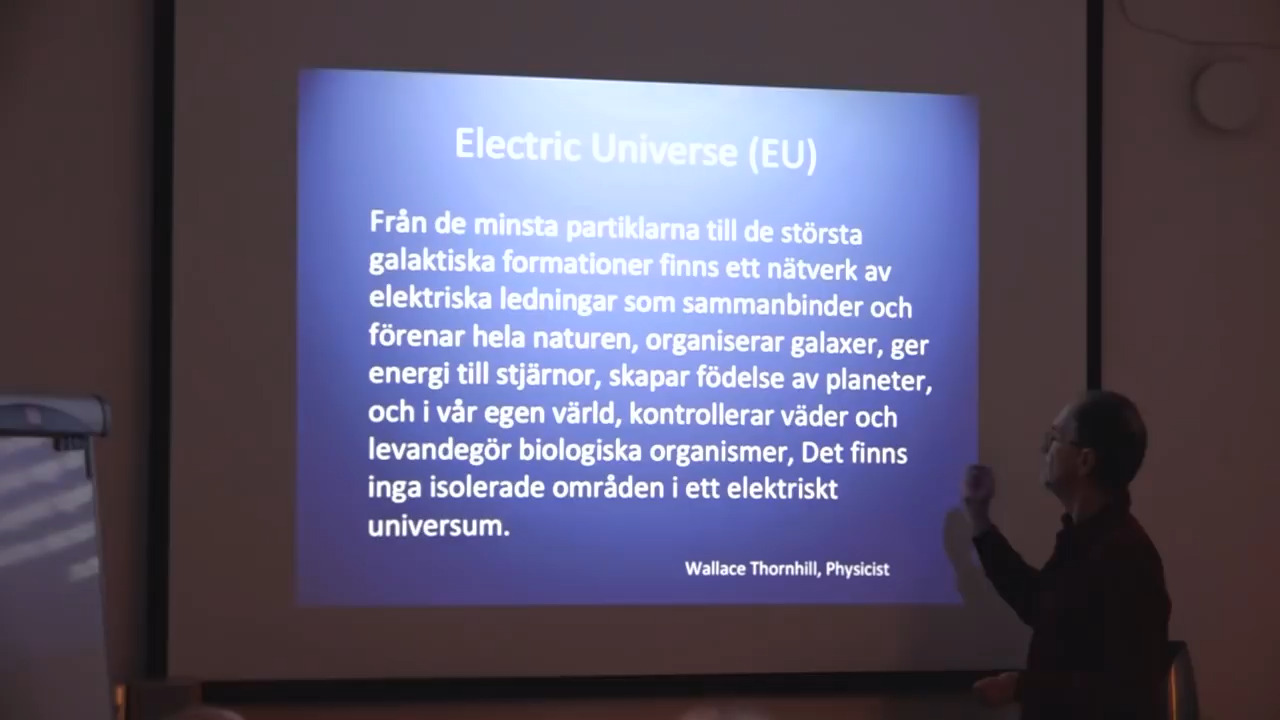 Electric Universe (EU)
Från de minsta partiklarna till de största
galaktiska formationer finns ett nätverk av
elektriska ledningar som sammanbinder och
förenar hela naturen, organiserar galaxer, ger
energi till stjärnor, skapar födelse av planeter,
och i vår egen värld, kontrollerar väder och
levandegör biologiska organismer, Det finns
inga isolerade områden i ett elektriskt
universum.
Wallace Thornhill, Physicist